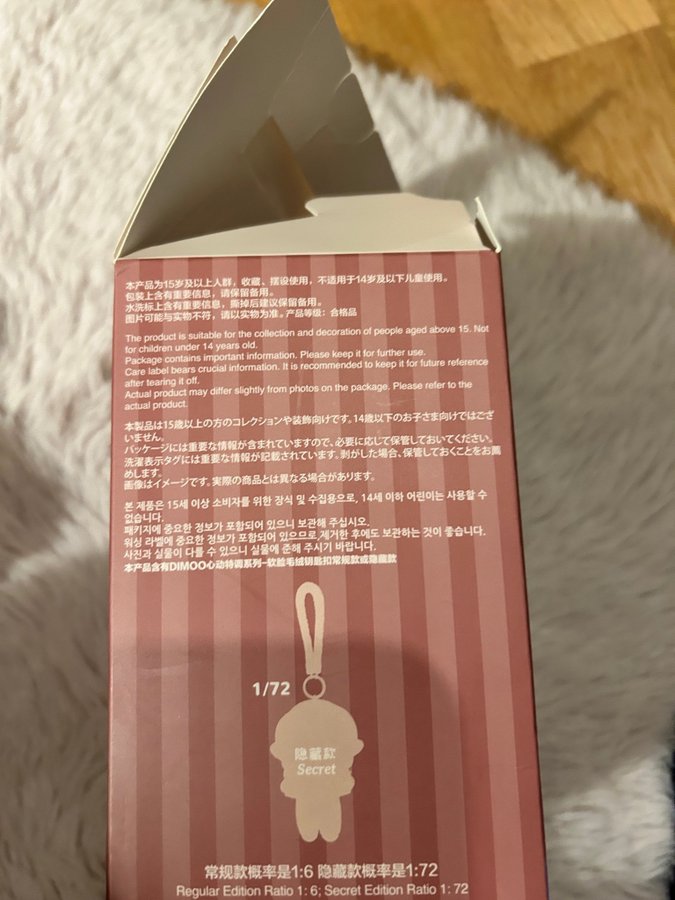 本产品为15岁及以上人群，收藏、摆设使用，不适用于14岁及以下儿童使用。
包装上含有重要信息，请保留备用。
水洗标上含有重要信息，撕掉后建议保留备用。
图片可能与实物不符，请以实物为准。产品等级：合格品
The product is suitable for the collection and decoration of people aged above 15. Not
for children under 14 years old.
Package contains important information. Please keep it for further use.
Care label bears crucial information. It is recommended to keep it for future reference
after tearing it off.
Actual product may differ slightly from photos on the package. Please refer to the
actual product.
本製品は15歳以上の方のコレクションや装飾向けです。14歳以下のお子さま向けではござ
いません。
パッケージには重要な情報が含まれていますので、必要に応じて保管しておいてください。
洗濯表示タグには重要な情報が記載されています。剥がした場合、保管しておくことをお薦
めします。
画像はイメージです。実際の商品とは異なる場合があります。
본 제품은 15세 이상 소비자를 위한 장식 및 수집용으로, 14세 이하 어린이는 사용할 수
없습니다.
패키지에 중요한 정보가 포함되어 있으니 보관해 주십시오.
워싱 라벨에 중요한 정보가 포함되어 있으므로 제거한 후에도 보관하는 것이 좋습니다.
사진과 실물이 다를 수 있으니 실물에 준해 주시기 바랍니다.
本产品含有DIMOO心动特调系列-软脸毛绒钥匙扣常规款或隐藏款
1/72
隐藏款
Secret
常规款概率是1:6 隐藏款概率是1:72
Regular Edition Ratio 1: 6; Secret Edition Ratio 1: 72